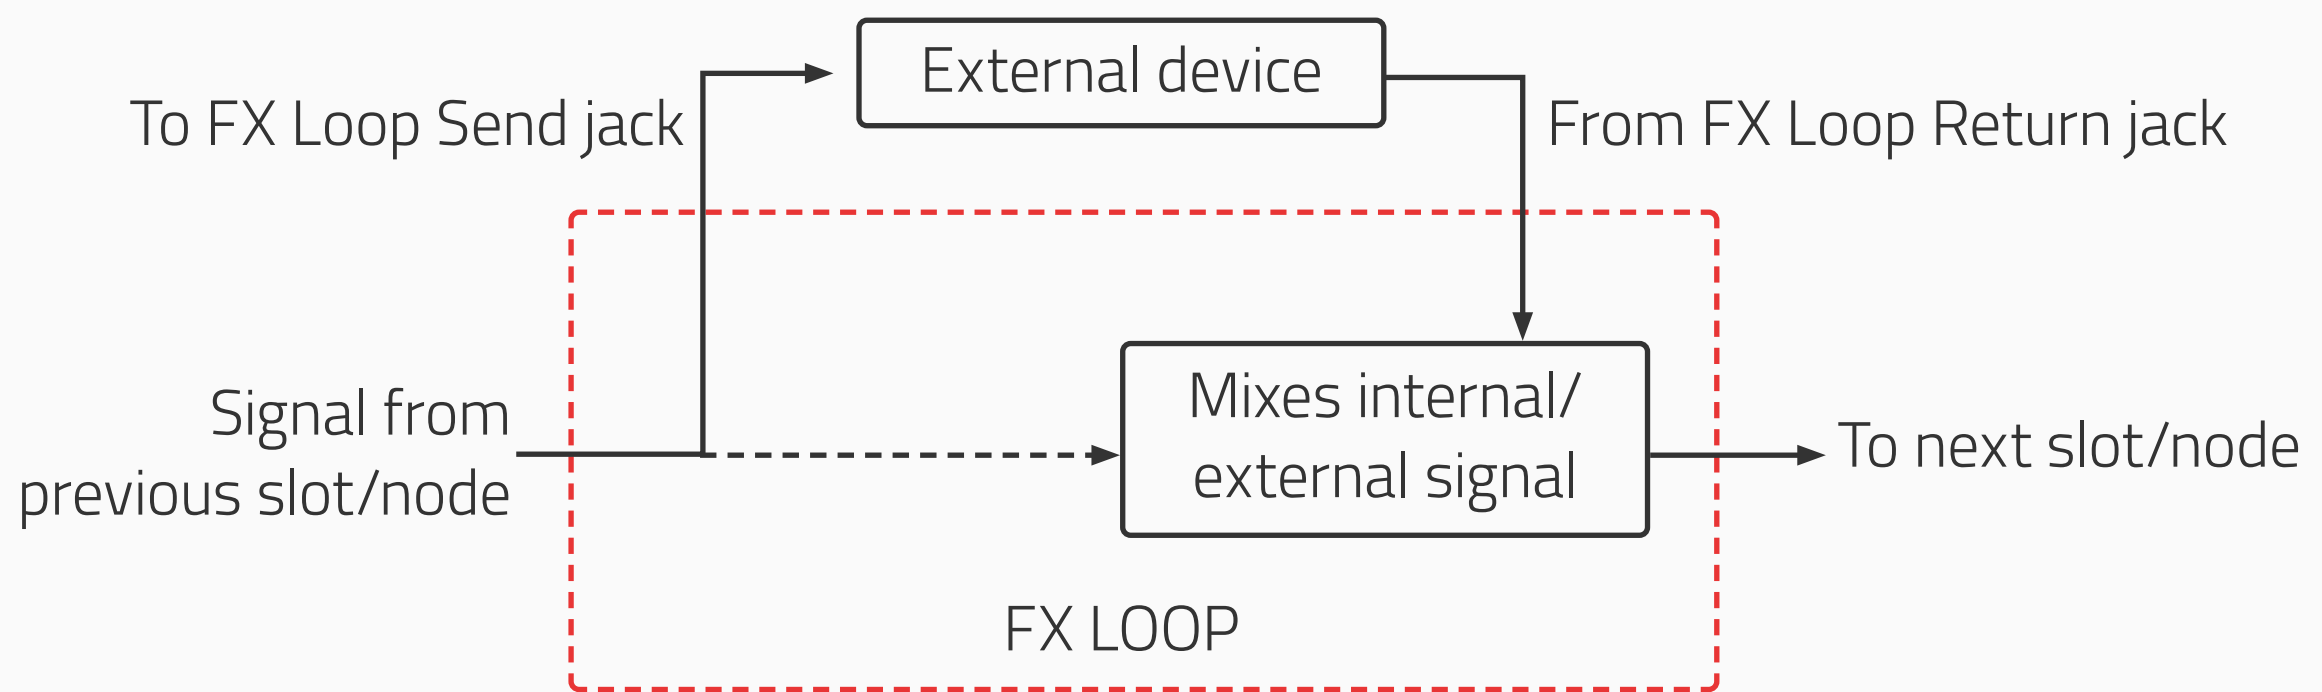 External device
To FX Loop Send jack
From FX Loop Return jack
Signal from
previous slot/node
Mixes internal/
external signal
To next slot/node
FX LOOP